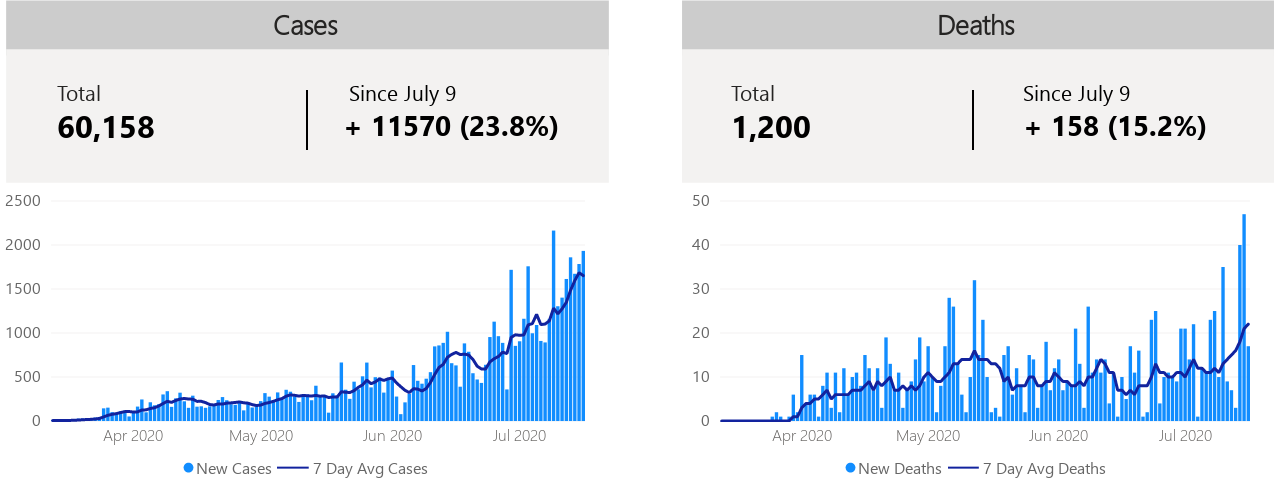 Cases
Total
60,158
Since July 9
+ 11570 (23.8%)
2500
2000
1500
1000
500
0
Apr 2020
May 2020
Jun 2020
Jul 2020
New Cases
7 Day Avg Cases
Deaths
Total
1,200
Since July 9
+ 158 (15.2%)
50
40
30
20
10
0
Apr 2020
May 2020
Jun 2020
Jul 2020
New Deaths
7 Day Avg Deaths